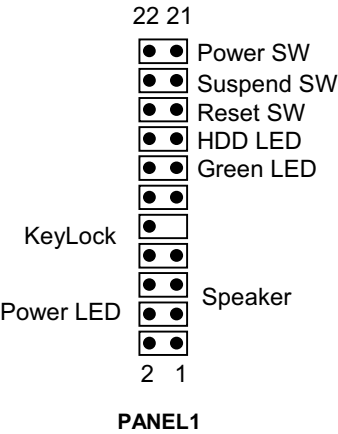 22 21
Power SW
Suspend SW
Reset SW
HDD LED
Green LED
KeyLock
Speaker
Power LED
2 1
PANEL1